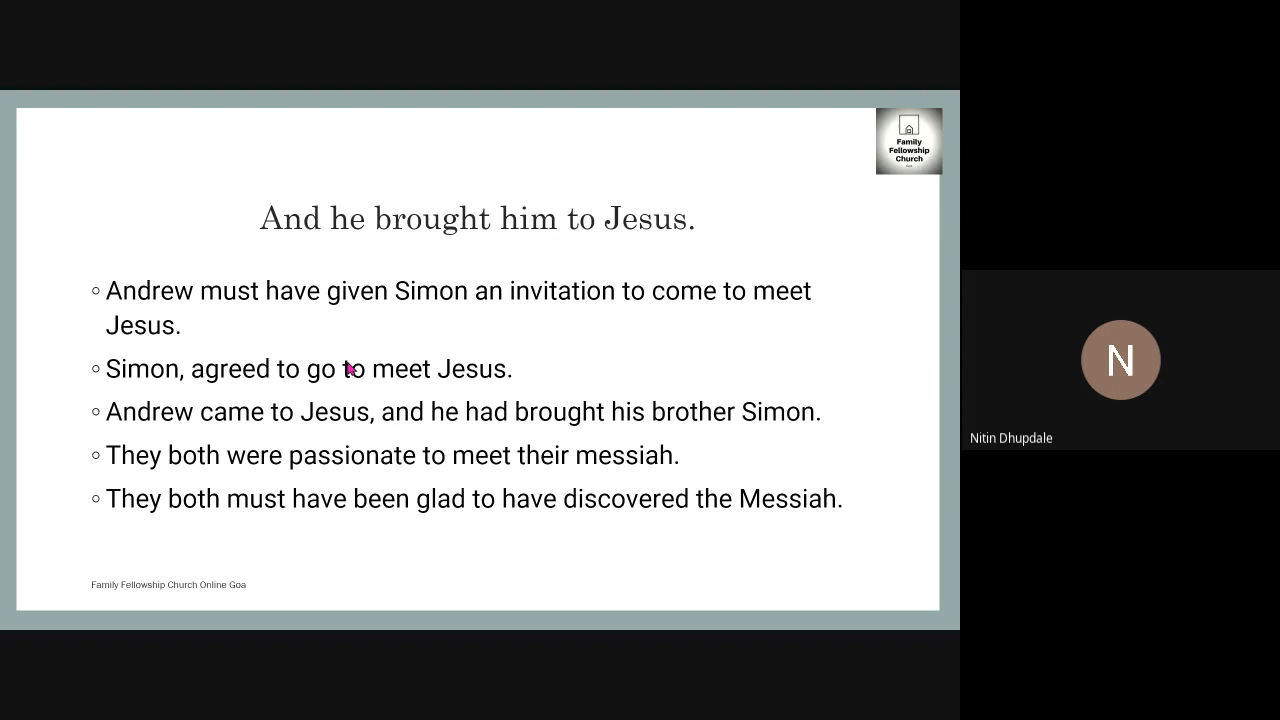 Family
Fellowship
Church
And he brought him to Jesus.
Andrew must have given Simon an invitation to come to meet
Jesus.
Simon, agreed to go to meet Jesus.
Andrew came to Jesus, and he had brought his brother Simon.
They both were passionate to meet their messiah.
They both must have been glad to have discovered the Messiah.
Family Fellowship Church Online Goa
N
Nitin Dhupdale